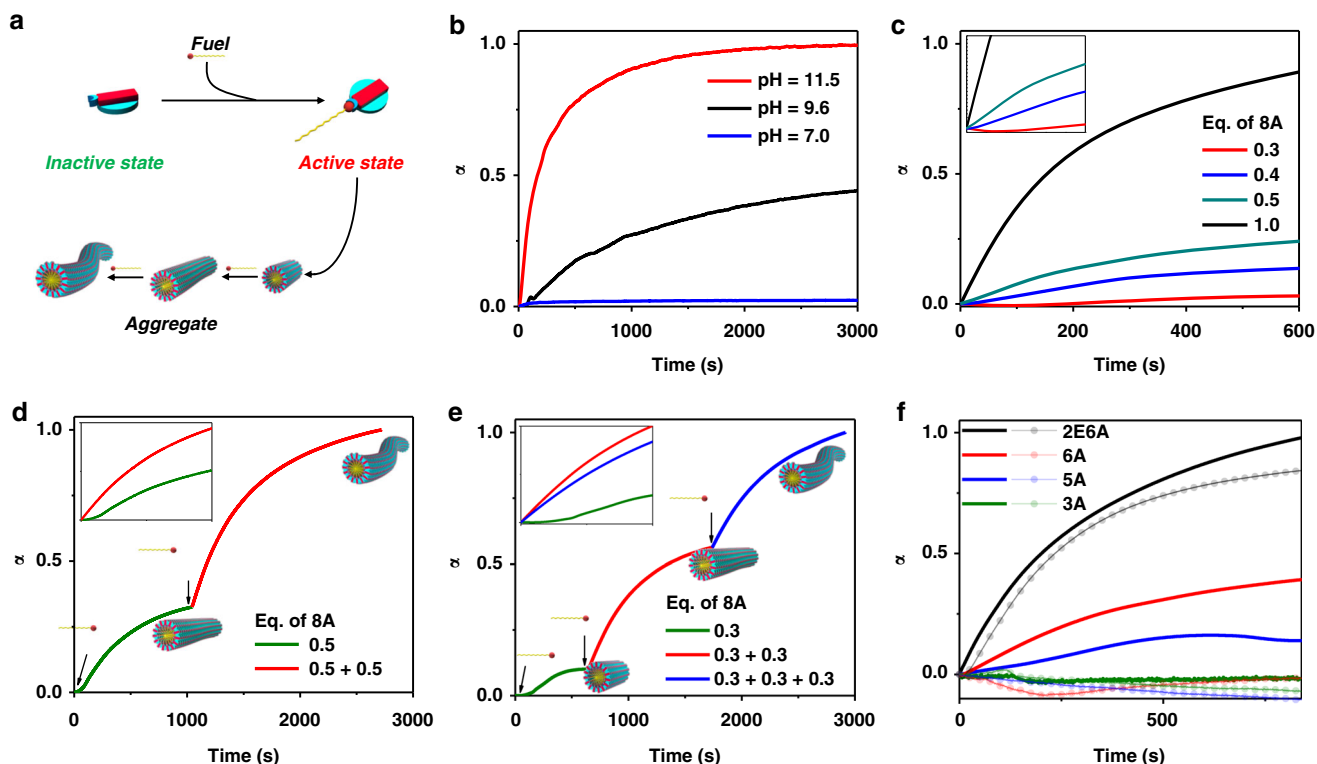 a
Fuel
Inactive state
Active state
Aggregate
b
1.0
0.5
0.0
α
0
1000
2000
3000
Time (s)
pH = 11.5
pH = 9.6
pH = 7.0
c
1.0
0.5
0.0
α
0
200
400
600
Time (s)
Eq. of 8A
0.3
0.4
0.5
1.0
d
1.0
0.5
0.0
α
0
1000
2000
3000
Time (s)
Eq. of 8A
0.5
0.5 + 0.5
e
1.0
0.5
0.0
α
0
1000
2000
3000
Time (s)
Eq. of 8A
0.3
0.3 + 0.3
0.3 + 0.3 + 0.3
f
1.0
0.5
0.0
α
0
500
Time (s)
2E6A
6A
5A
3A